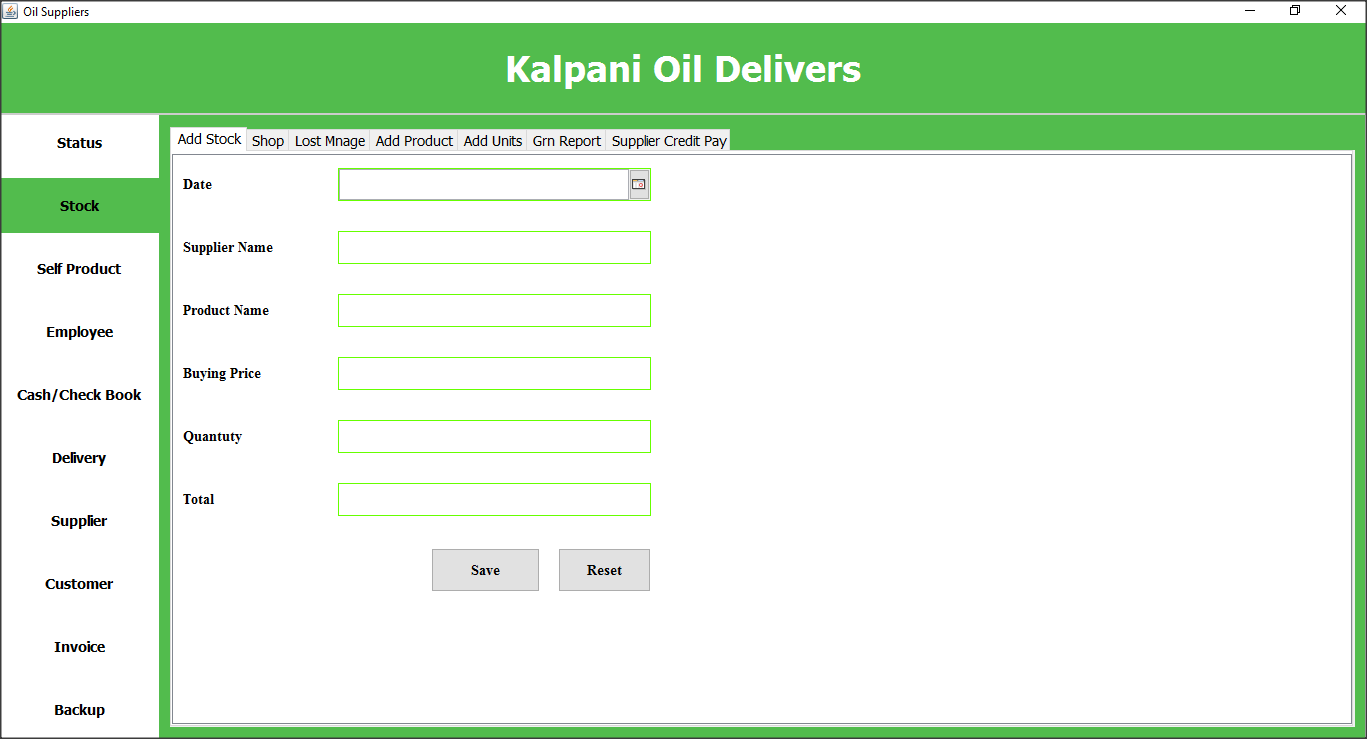 Oil Suppliers
Kalpani Oil Delivers
Status
Stock
Self Product
Employee
Cash/Check Book
Delivery
Supplier
Customer
Invoice
Backup
Add Stock Shop Lost Mnage Add Product Add Units Grn Report Supplier Credit Pay
Date
Supplier Name
Product Name
Buying Price
Quantuty
Total
Save Reset